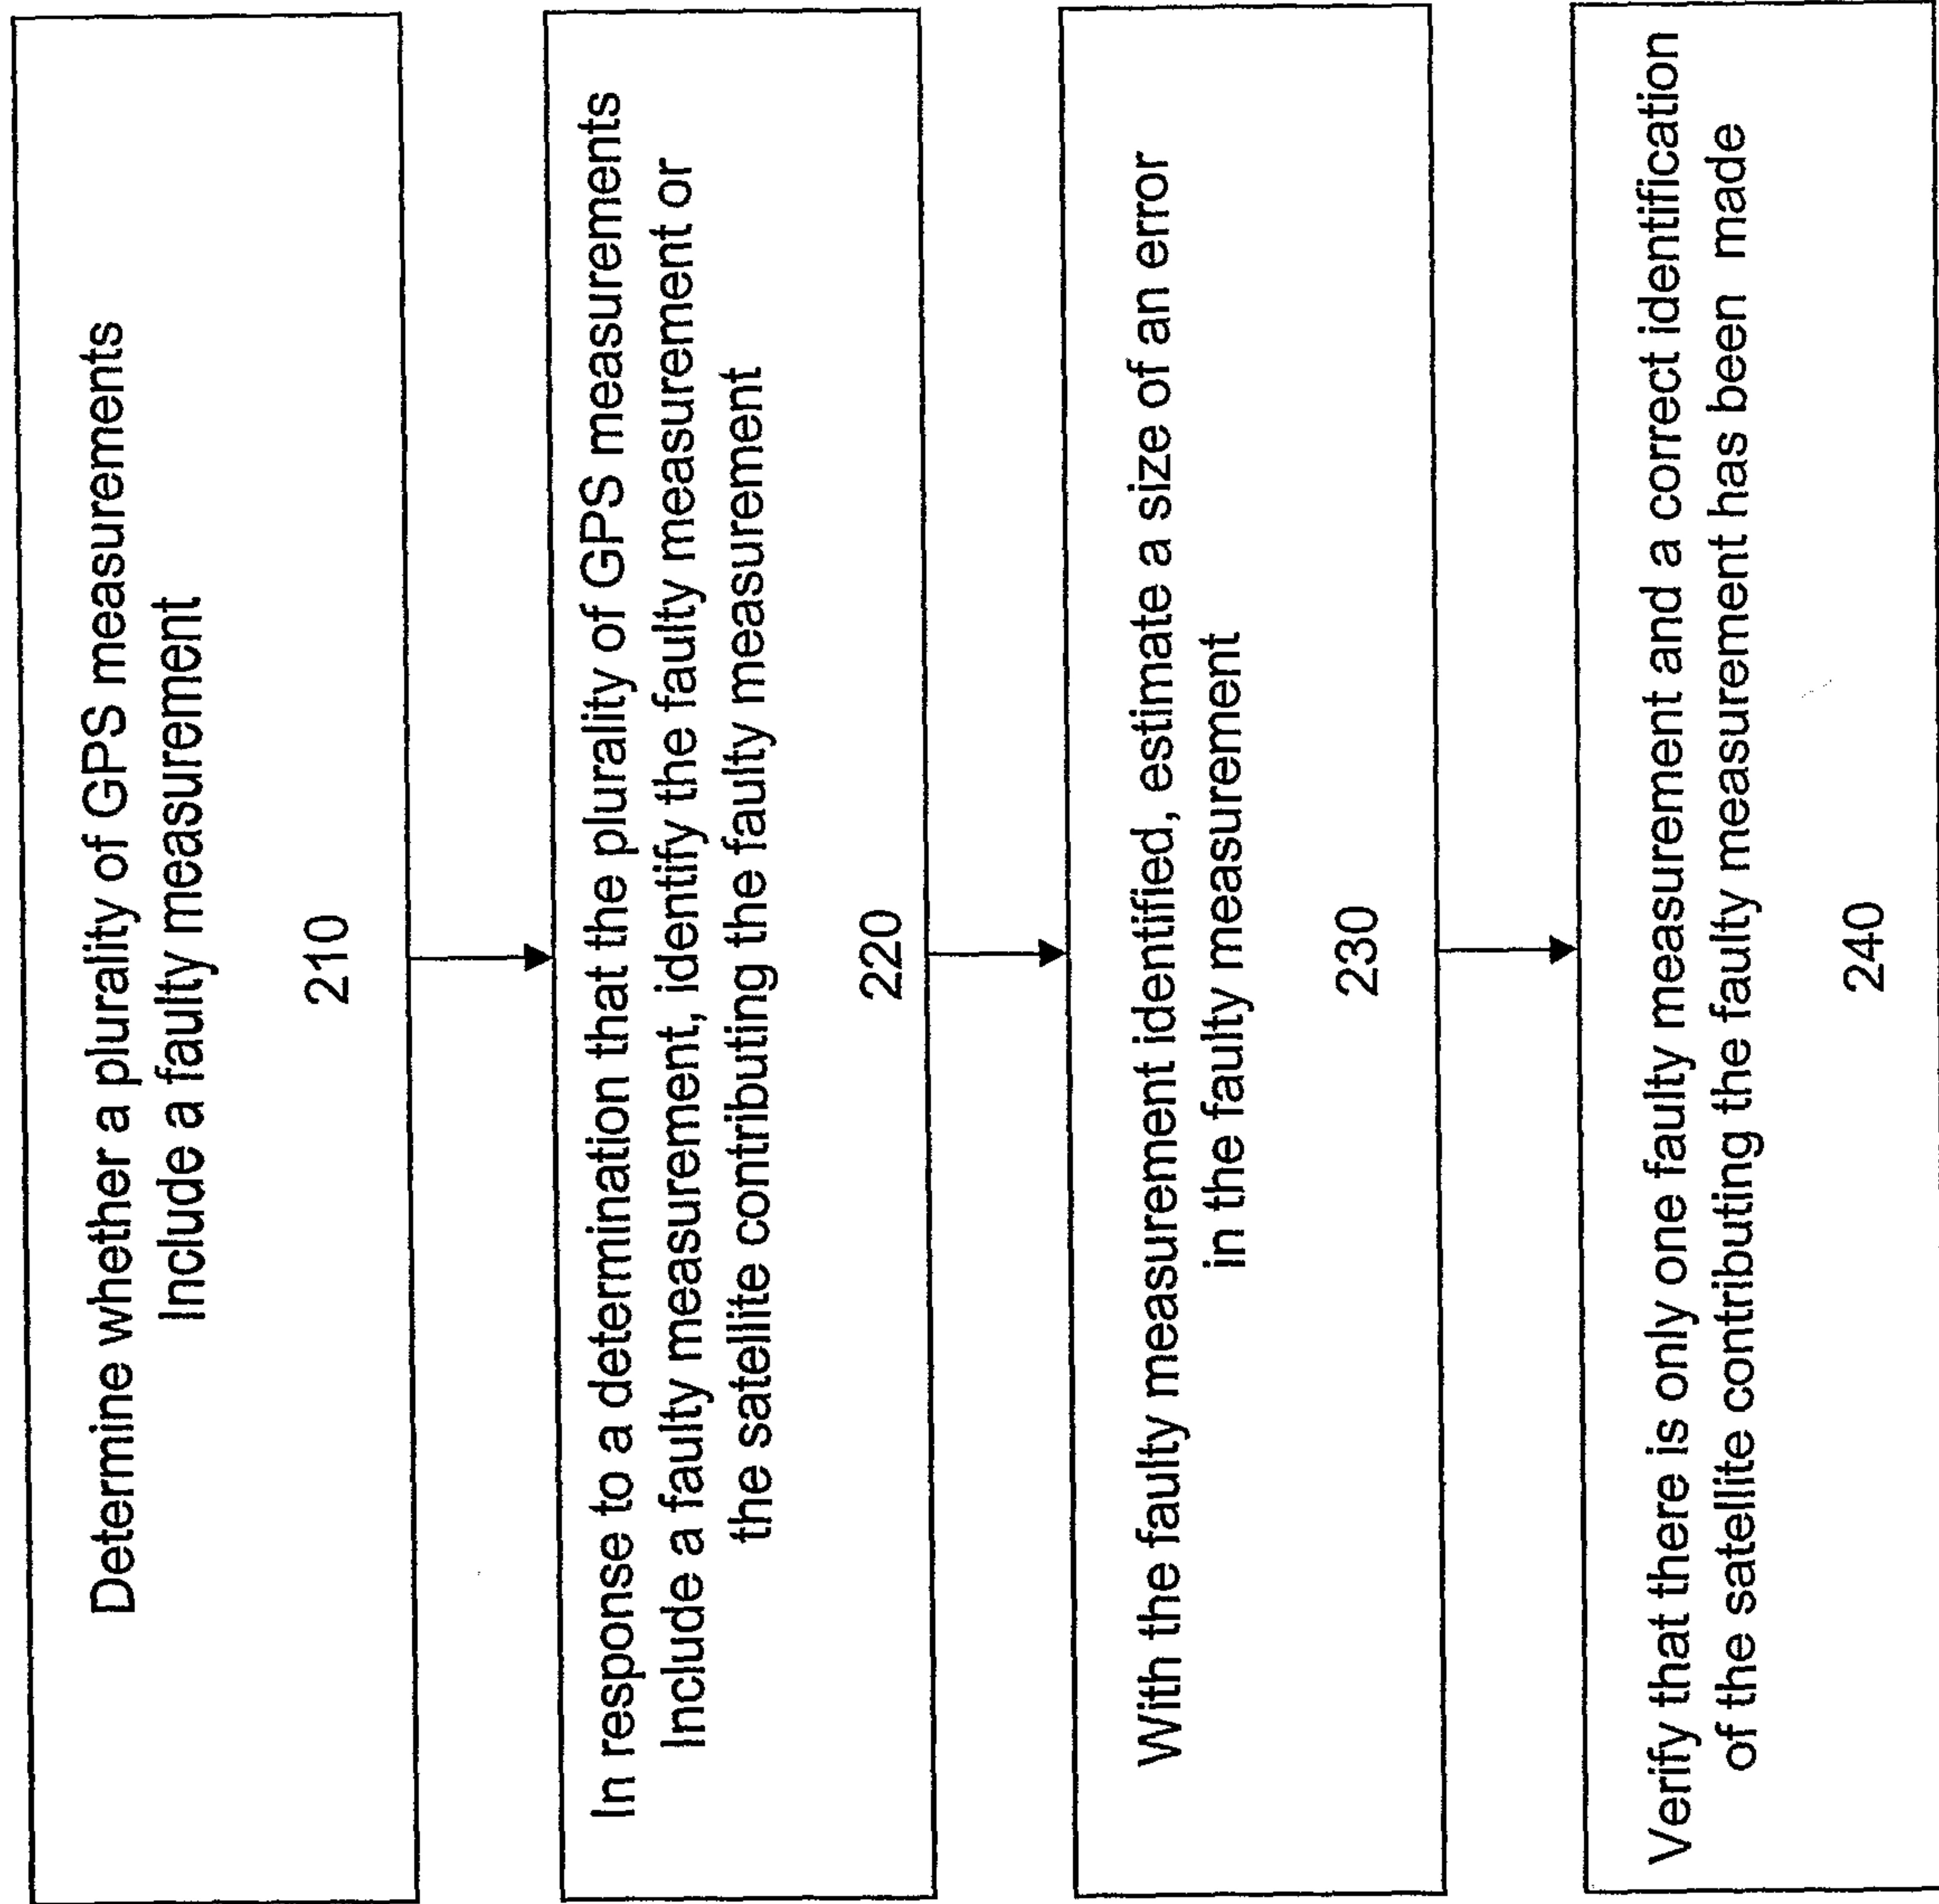 Determine whether a plurality of GPS measurements
Include a faulty measurement
210
In response to a determination that the plurality of GPS measurements
Include a faulty measurement, identify the faulty measurement or
the satellite contributing the faulty measurement
220
With the faulty measurement identified, estimate a size of an error
in the faulty measurement
230
Verify that there is only one faulty measurement and a correct identification
of the satellite contributing the faulty measurement has been made
240